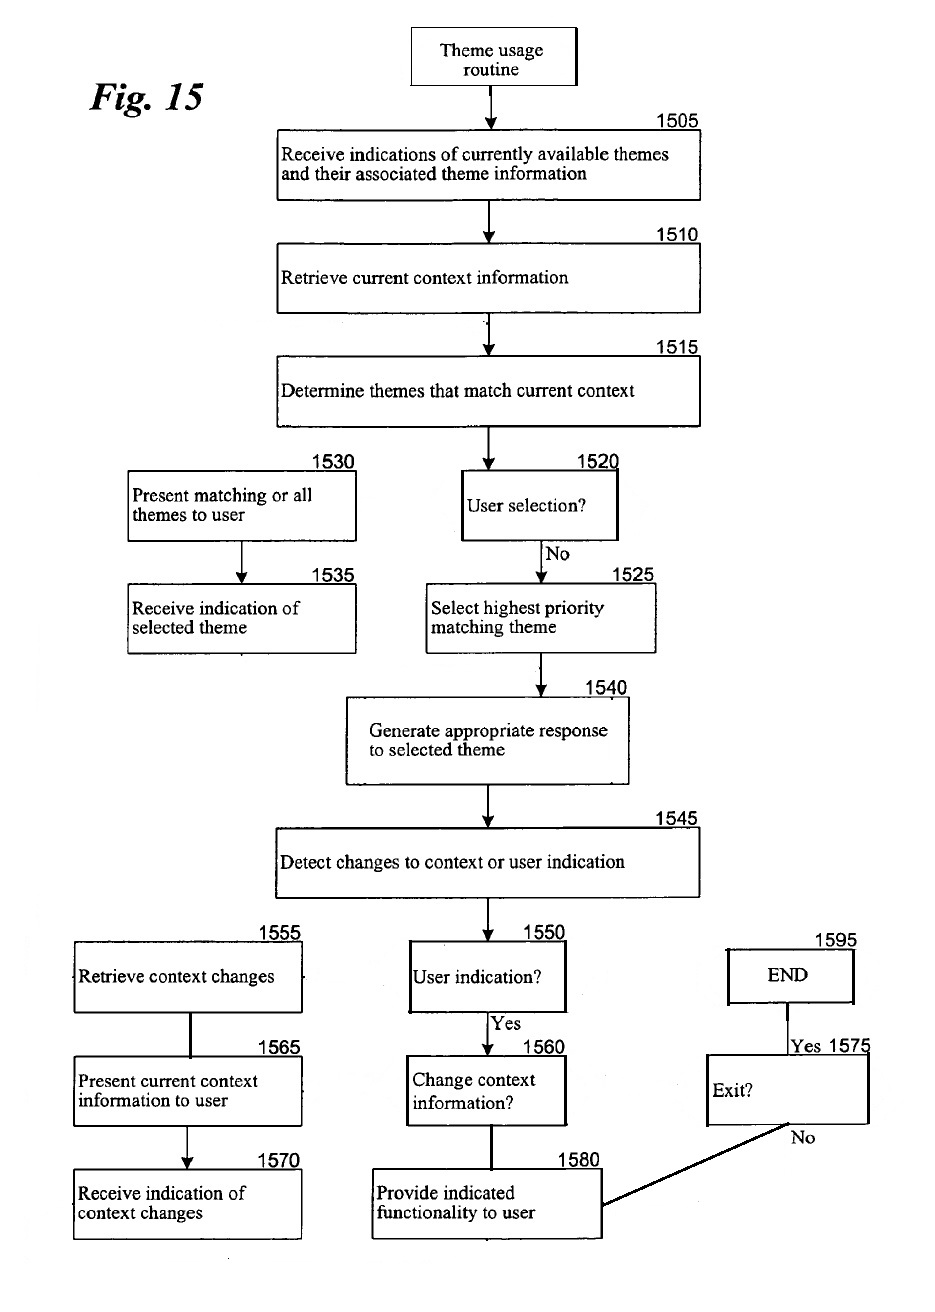 Theme usage
routine
Fig. 15
1505
Receive indications of currently available themes
and their associated theme information
1510
Retrieve current context information
1515
Determine themes that match current context
1530
Present matching or all
themes to user
1520
User selection?
No
1535
Receive indication of
selected theme
1525
Select highest priority
matching theme
1540
Generate appropriate response
to selected theme
1545
Detect changes to context or user indication
1555
Retrieve context changes
1550
User indication?
Yes
1595
END
1565
Present current context
information to user
1560
Change context
information?
Yes 1575
Exit?
No
1570
Receive indication of
context changes
1580
Provide indicated
functionality to user